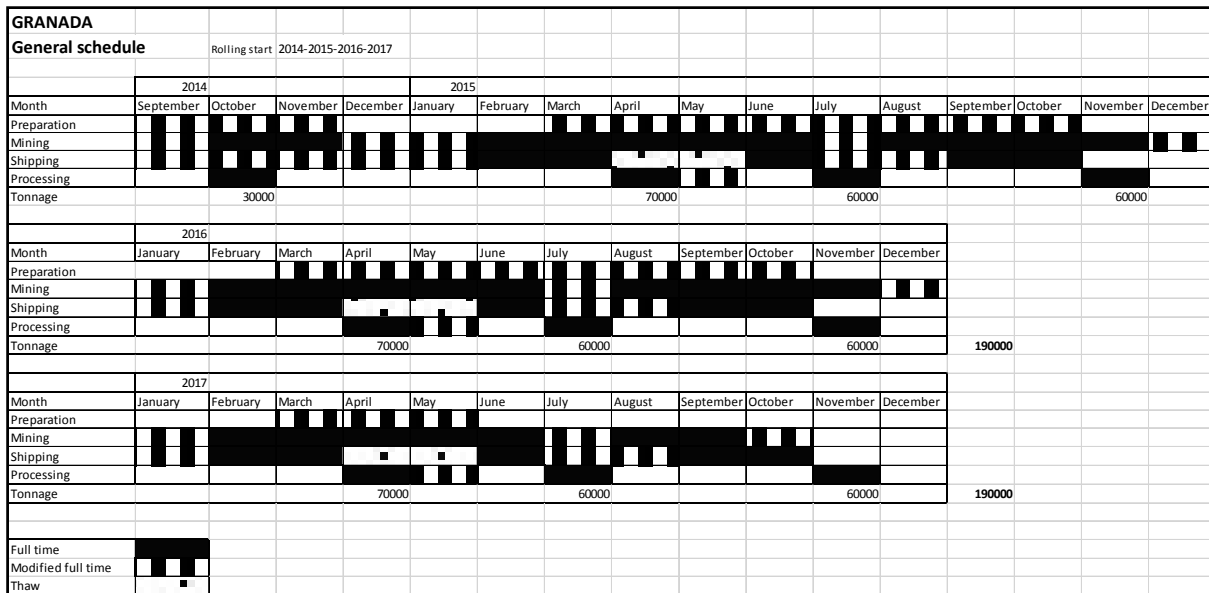 GRANADA
General schedule Rolling start 2014-2015-2016-2017
2014 2015
Month September October November December January February March April May June July August September October November December
Preparation
Mining
Shipping
Processing
Tonnage 30000 70000 60000 60000
2016
Month January February March April May June July August September October November December
Preparation
Mining
Shipping
Processing
Tonnage 70000 60000 60000 190000
2017
Month January February March April May June July August September October November December
Preparation
Mining
Shipping
Processing
Tonnage 70000 60000 60000 190000
Full time
Modified full time
Thaw